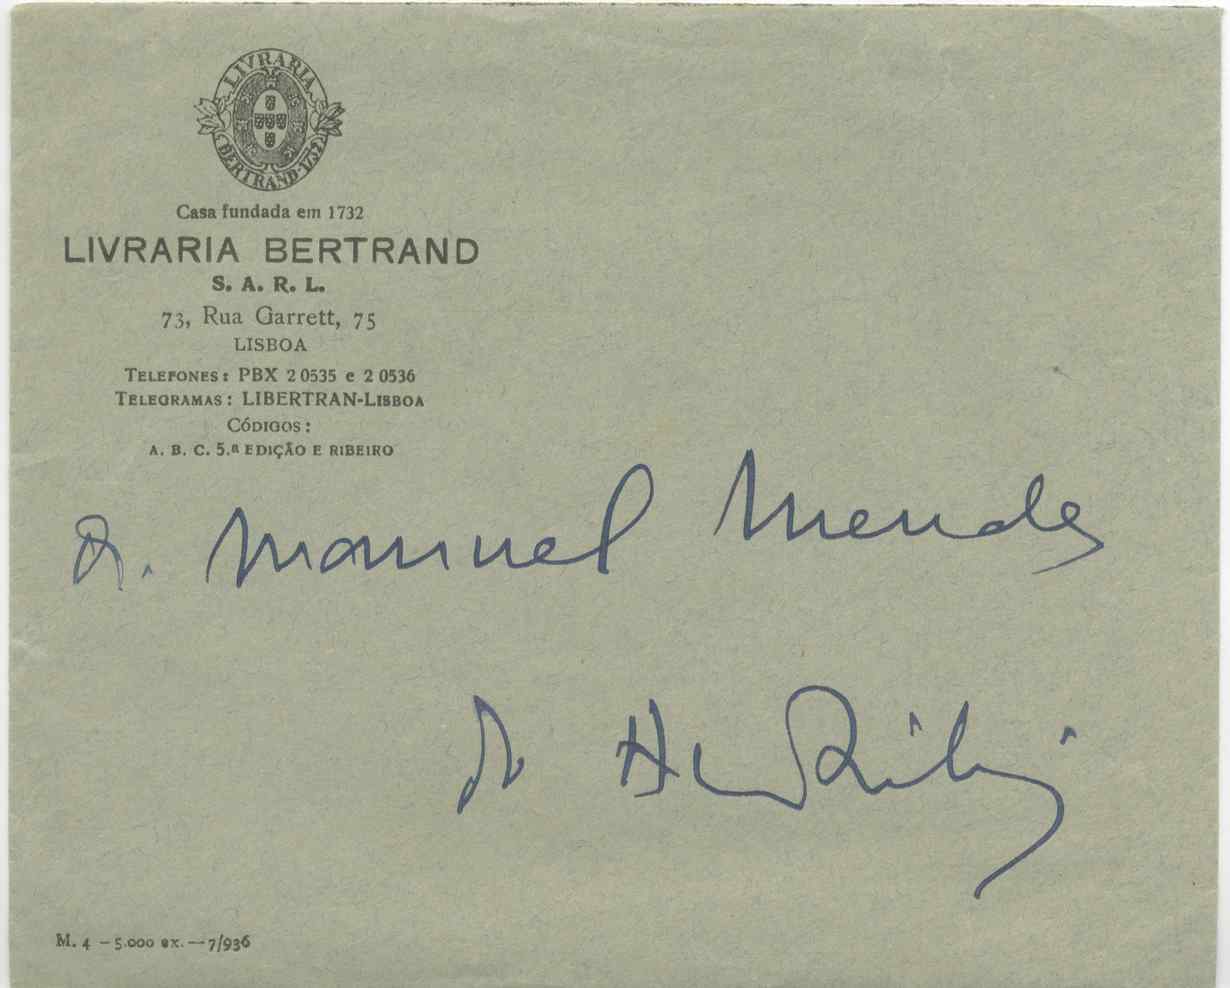 LIVRARIA
BERTRAND-1732
Casa fundada em 1732
LIVRARIA BERTRAND
S. A. R. L.
73, Rua Garrett, 75
LISBOA
TELEFONES: PBX 2 0535 e 2 0536
TELEGRAMAS: LIBERTRAN-LISBOA
CÓDIGOS:
A. B. C. 5.ª EDIÇÃO E RIBEIRO
Manuel Mendes
M. 4 - 5.000 ex. — 7/936